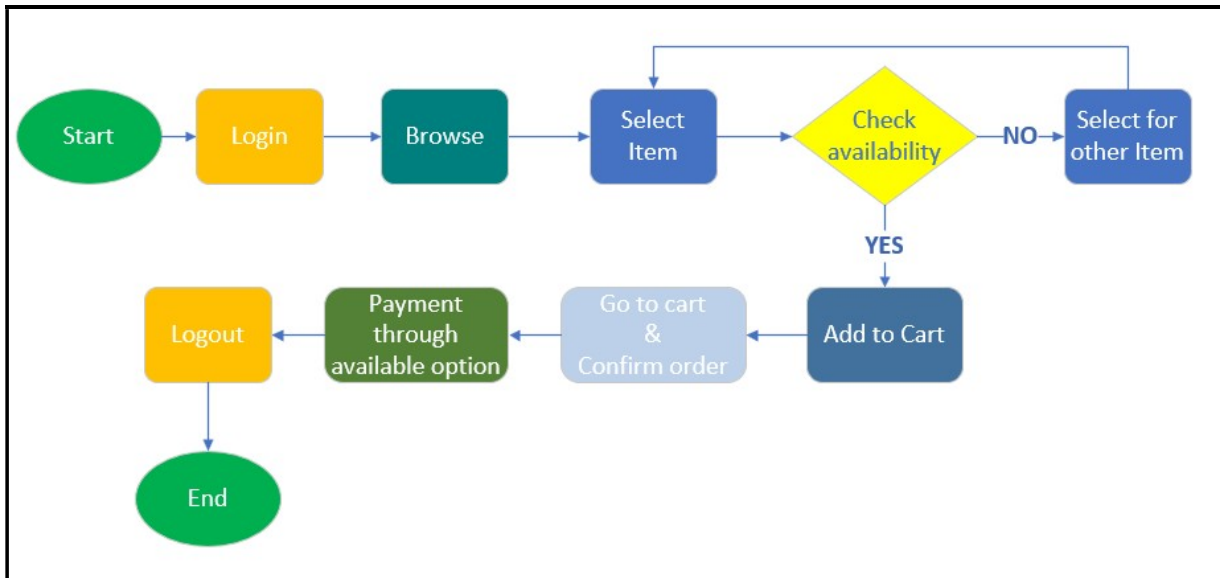 Start
Login
Browse
Select
Item
Check
availability
NO
Select for
other Item
YES
Add to Cart
Go to cart
&
Confirm order
Payment
through
available option
Logout
End